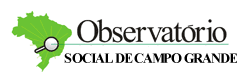 Observatório
SOCIAL DE CAMPO GRANDE